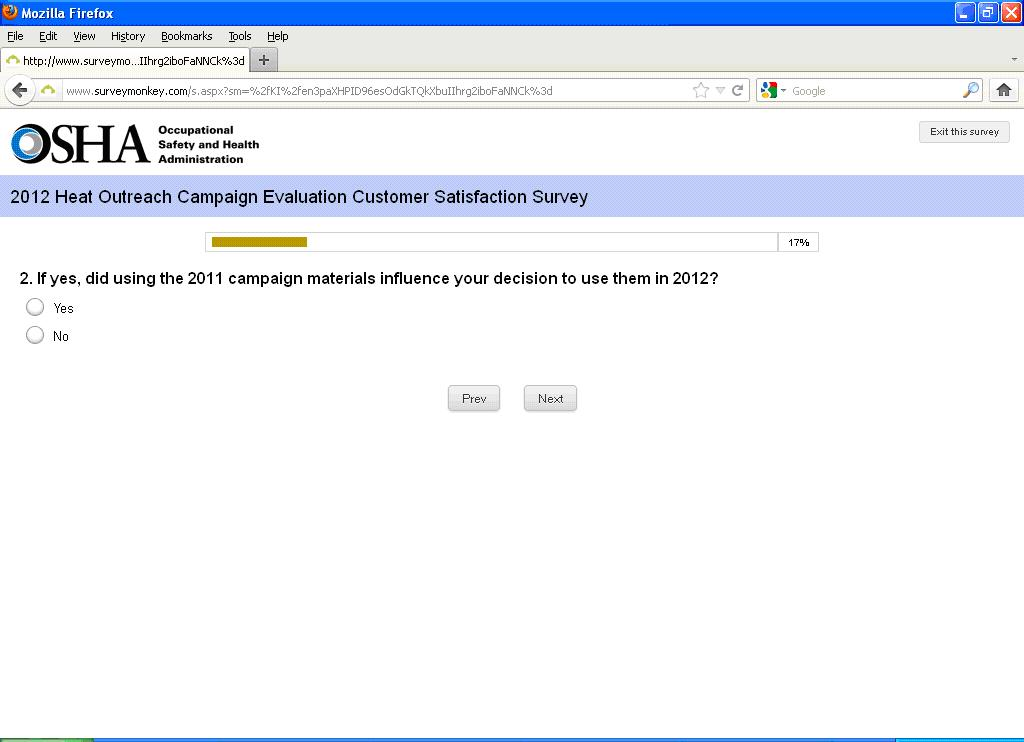 Mozilla Firefox
File Edit View History Bookmarks Tools Help
http://www.surveymo...IIhrg2iboFaNNCk%3d
www.surveymonkey.com/s.aspx?sm=%2fKI%2fen3paXHPID96esOdGkTQkXbuIIhrg2iboFaNNCk%3d
Google
OSHA
Occupational
Safety and Health
Administration
Exit this survey
2012 Heat Outreach Campaign Evaluation Customer Satisfaction Survey
17%
2. If yes, did using the 2011 campaign materials influence your decision to use them in 2012?
Yes
No
Prev Next